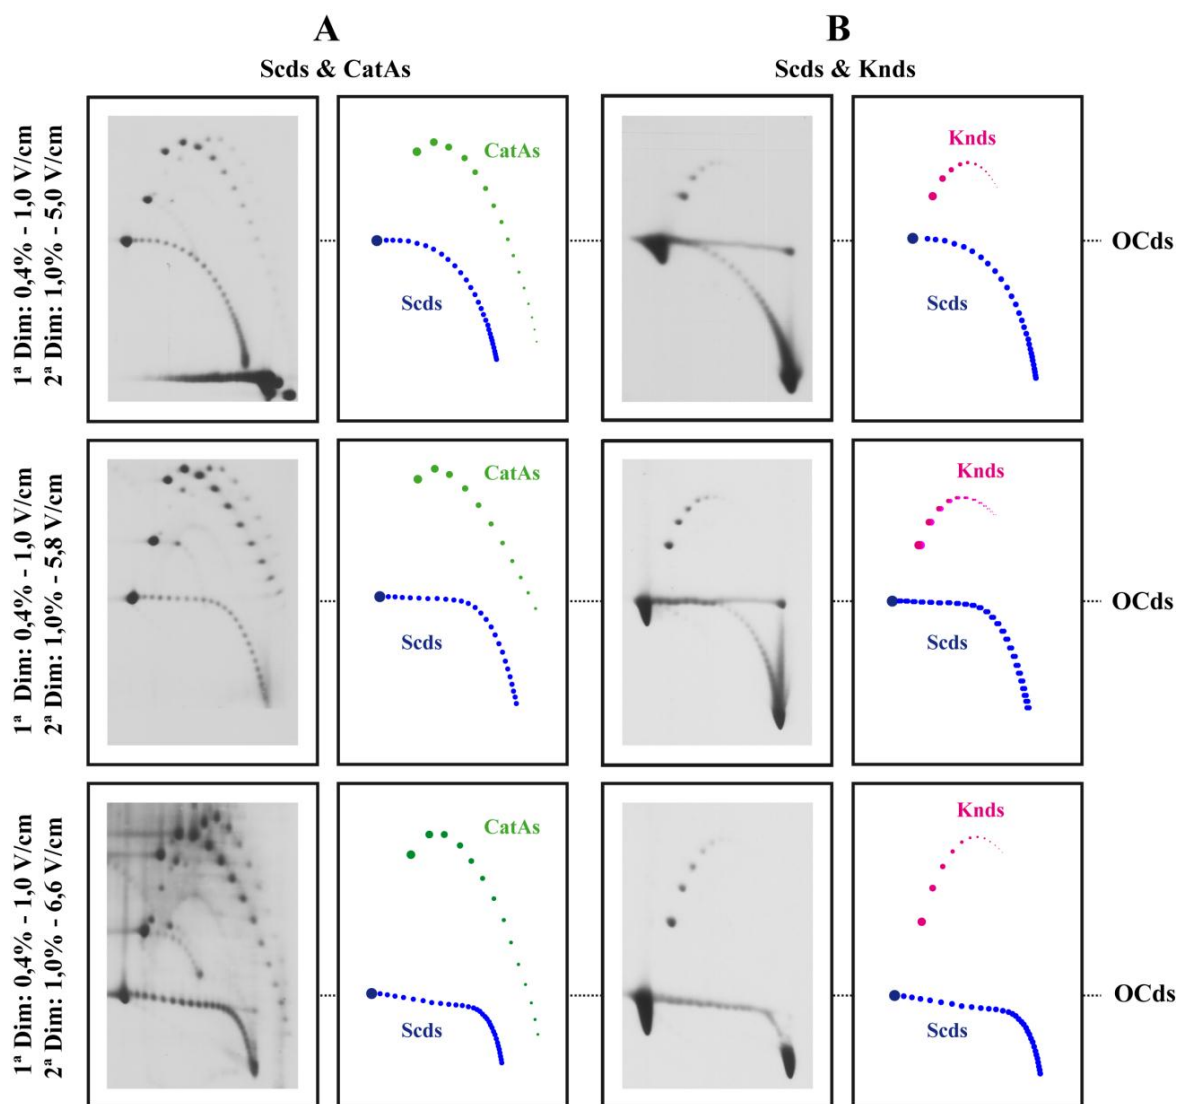 A
B
Scds & CatAs
Scds & Knds
1ª Dim: 0,4% - 1,0 V/cm
2ª Dim: 1,0% - 5,0 V/cm
CatAs
Scds
Knds
Scds
OCds
1ª Dim: 0,4% - 1,0 V/cm
2ª Dim: 1,0% - 5,8 V/cm
CatAs
Scds
Knds
Scds
OCds
1ª Dim: 0,4% - 1,0 V/cm
2ª Dim: 1,0% - 6,6 V/cm
CatAs
Scds
Knds
Scds
OCds